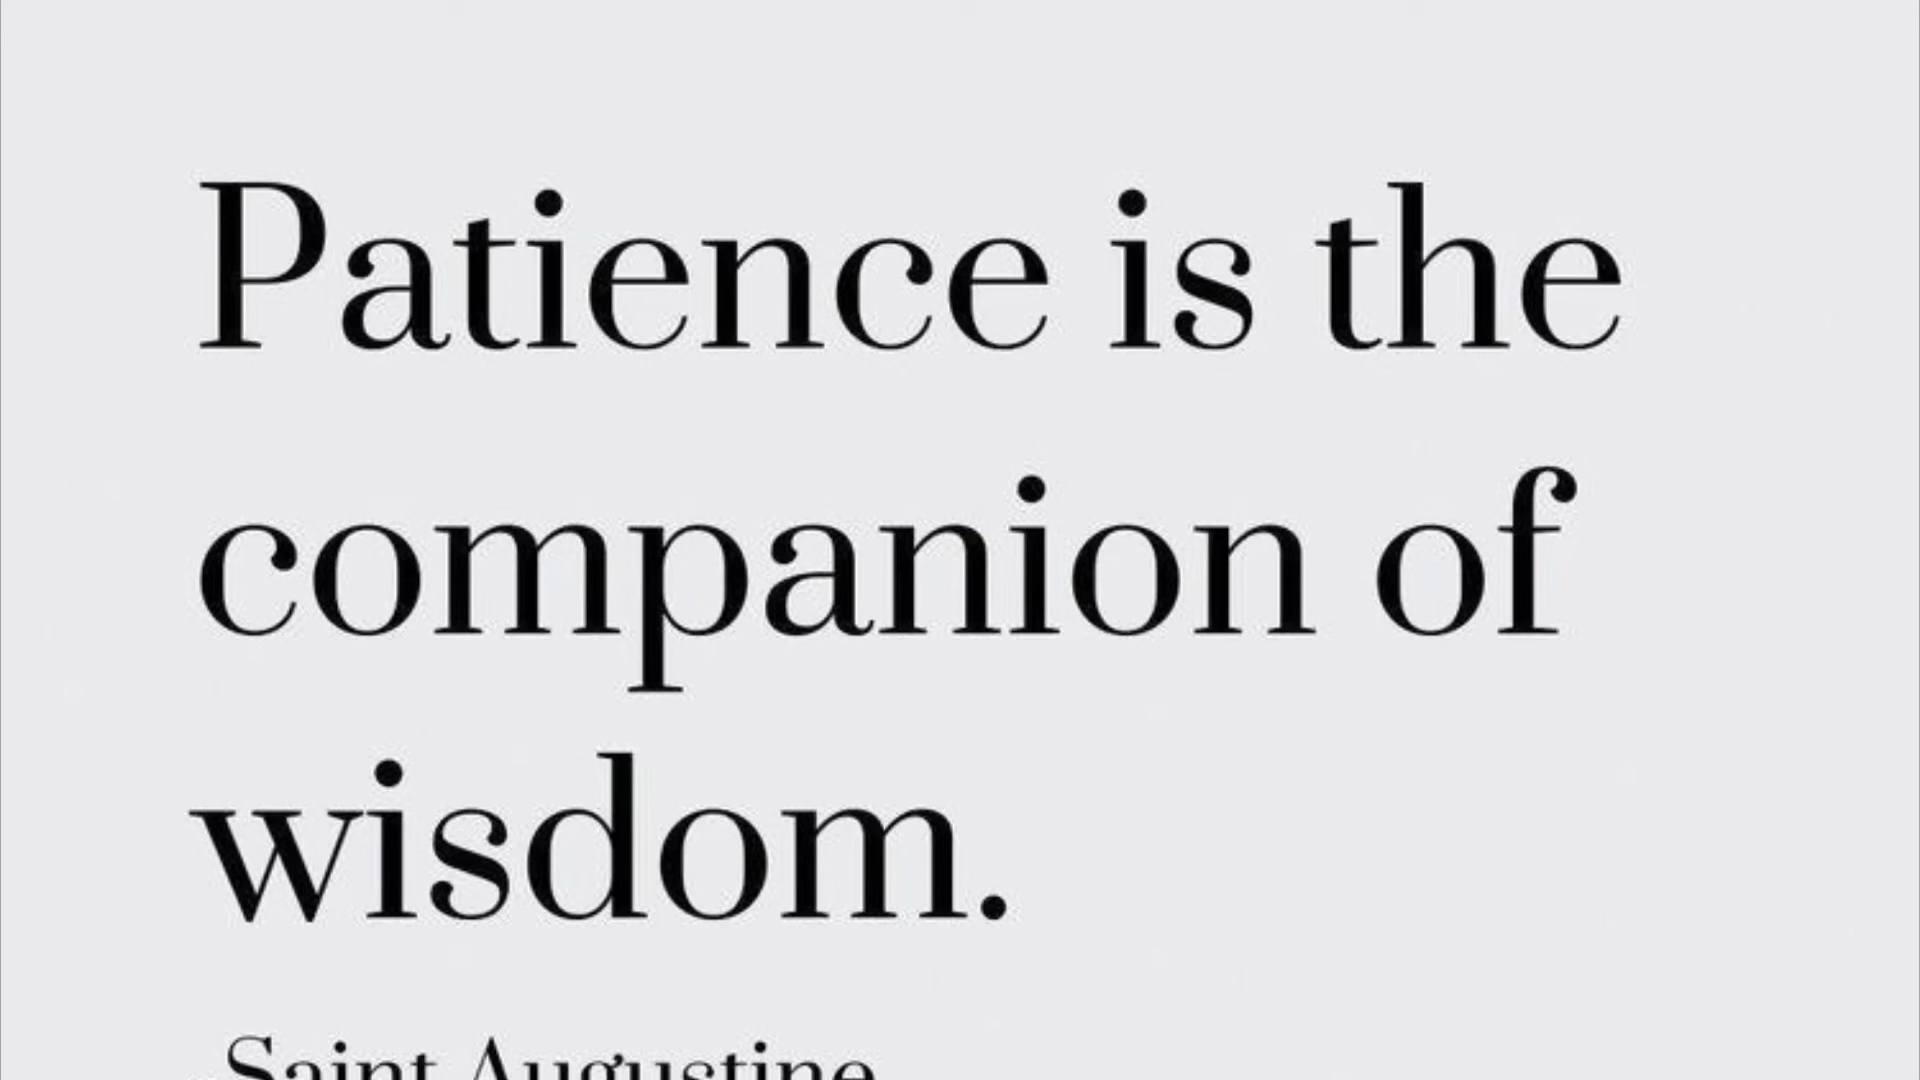 Patience is the
companion of
wisdom.
-Saint Augustine